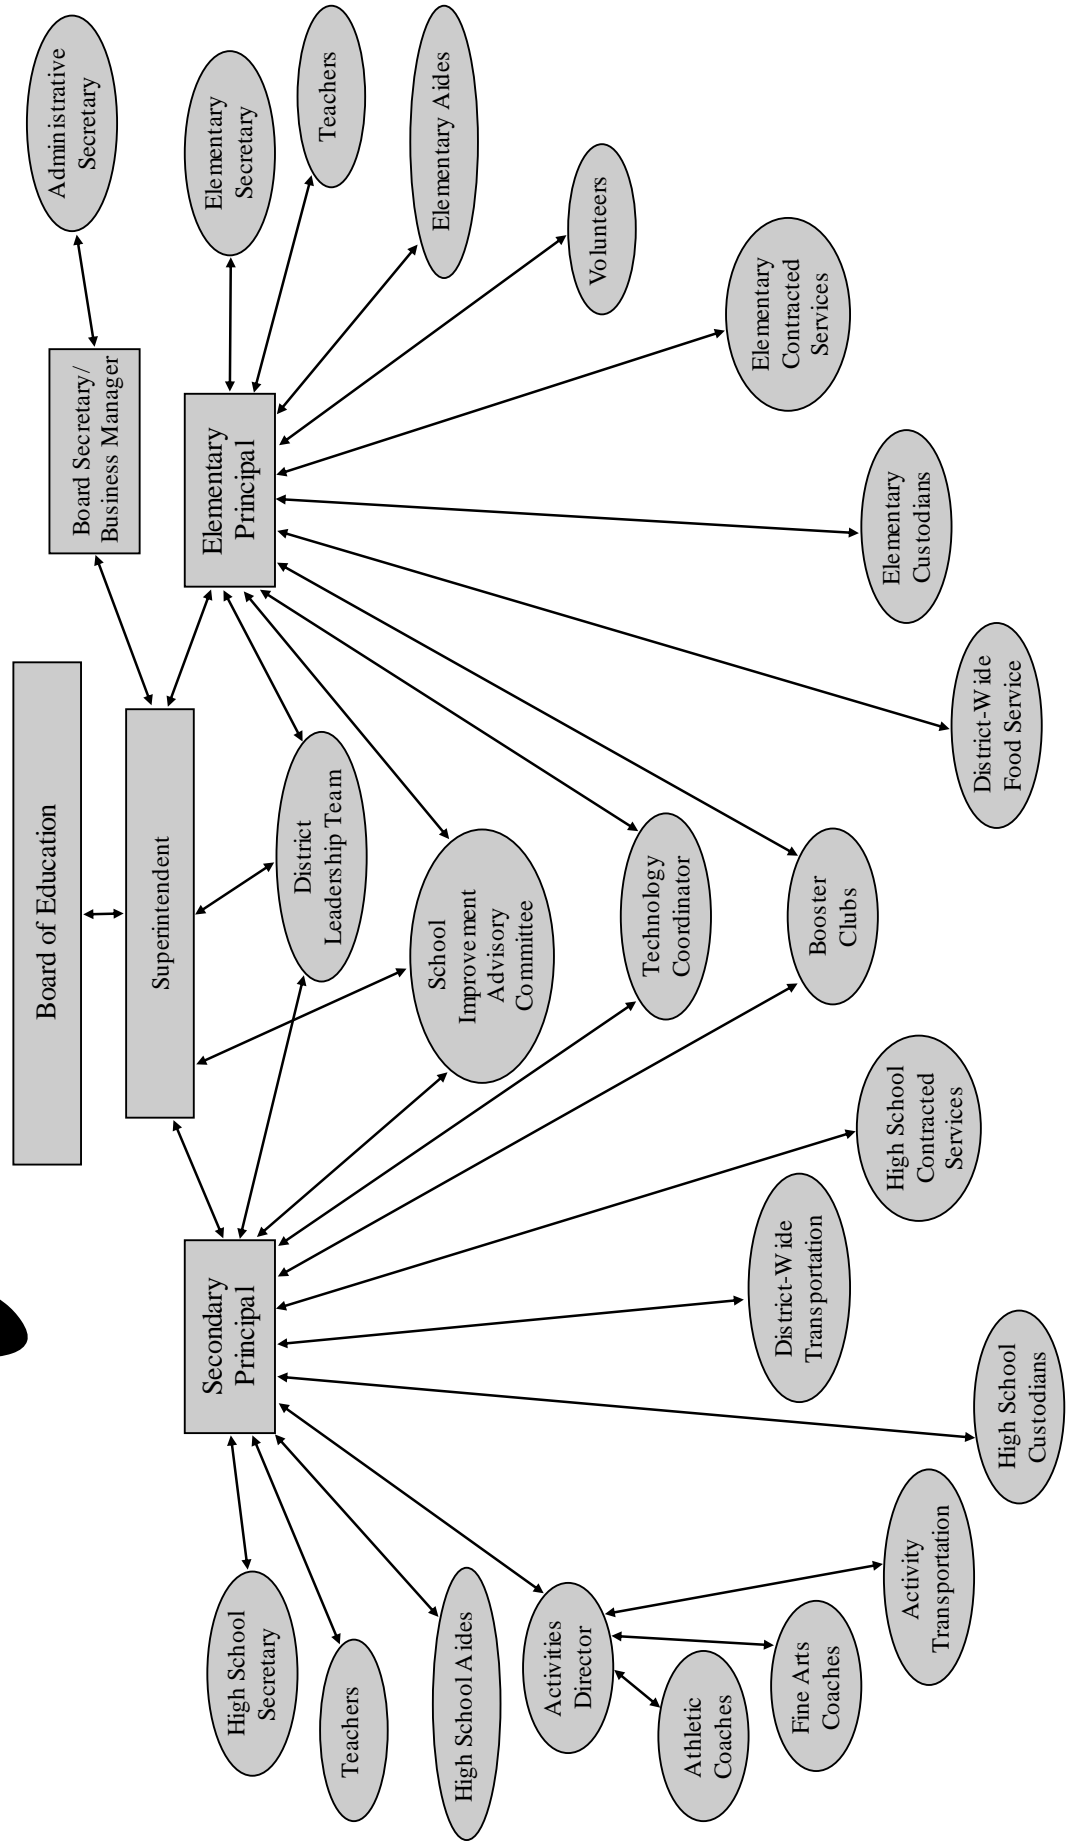 Board of Education
Superintendent
Board Secretary/
Business Manager
Administrative
Secretary
Secondary
Principal
Elementary
Principal
District
Leadership Team
School
Improvement
Advisory
Committee
Technology
Coordinator
Booster
Clubs
High School
Secretary
Teachers
High School Aides
Activities
Director
Athletic
Coaches
Fine Arts
Coaches
Activity
Transportation
High School
Custodians
District-Wide
Transportation
High School
Contracted
Services
Elementary
Secretary
Teachers
Elementary Aides
Volunteers
Elementary
Contracted
Services
Elementary
Custodians
District-Wide
Food Service